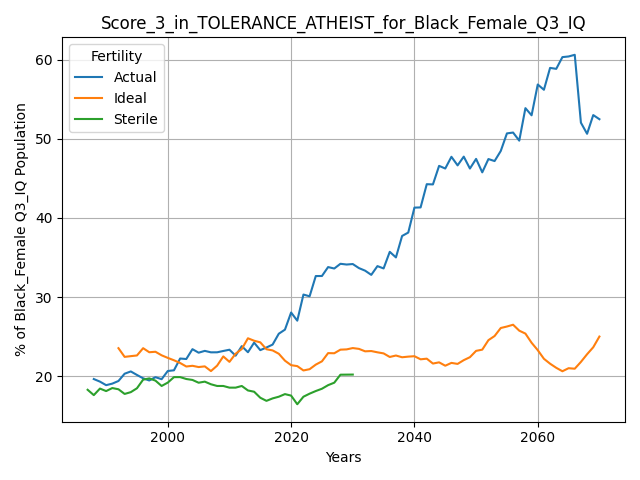 Score_3_in_TOLERANCE_ATHEIST_for_Black_Female_Q3_IQ
Fertility
Actual
Ideal
Sterile
% of Black_Female Q3_IQ Population
60
50
40
30
20
2000
2020
2040
2060
Years